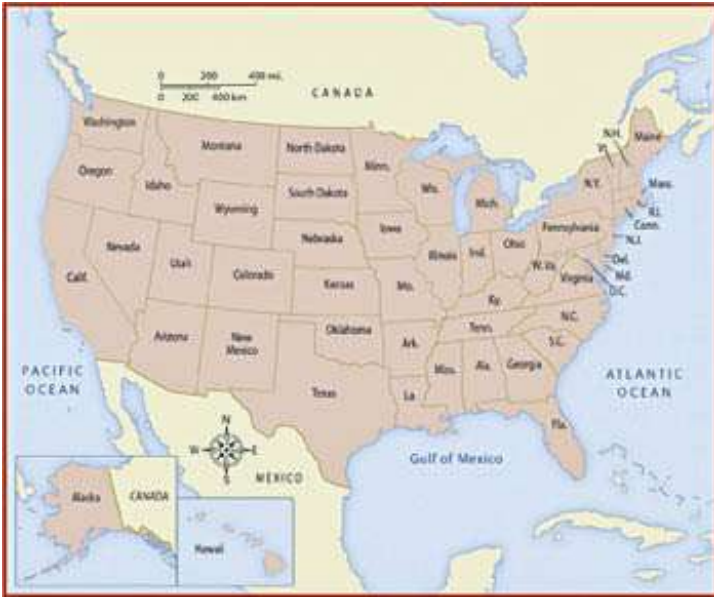 0 200 400 mi.
0 200 400 km
CANADA
Washington
Montana
North Dakota
Minn.
N.H.
Vt.
Maine
Oregon
Idaho
Wyoming
South Dakota
Wis.
Mich.
N.Y.
Mass.
R.I.
Conn.
Nevada
Utah
Colorado
Nebraska
Iowa
Illinois
Ind.
Ohio
Pennsylvania
N.J.
Del.
Md.
D.C.
Calif.
Kansas
Mo.
W. Va.
Virginia
Ky.
Arizona
New
Mexico
Oklahoma
Ark.
Tenn.
N.C.
S.C.
Texas
La.
Miss.
Ala.
Georgia
Fla.
PACIFIC
OCEAN
ATLANTIC
OCEAN
N
W E
S
MEXICO
Gulf of Mexico
Alaska
CANADA
Hawaii